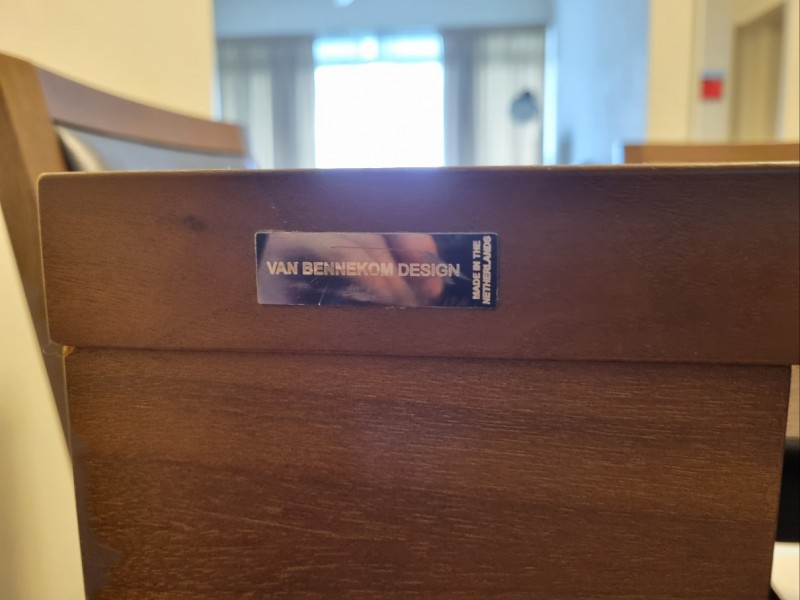 VAN BENNEKOM DESIGN
MADE IN THE
NETHERLANDS